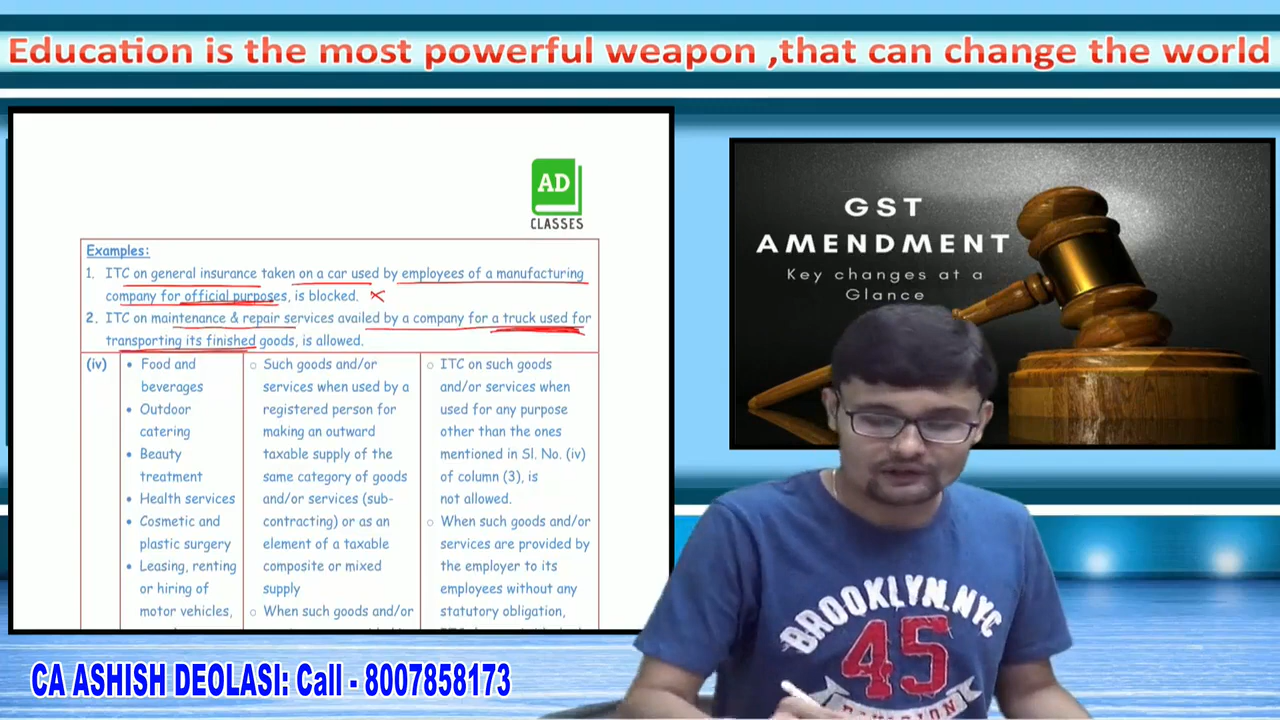 Education is the most powerful weapon ,that can change the world
AD
CLASSES
Examples:
1. ITC on general insurance taken on a car used by employees of a manufacturing
company for official purposes, is blocked.
2. ITC on maintenance & repair services availed by a company for a truck used for
transporting its finished goods, is allowed.
(iv)
• Food and
beverages
• Outdoor
catering
• Beauty
treatment
• Health services
• Cosmetic and
plastic surgery
• Leasing, renting
or hiring of
motor vehicles,
o Such goods and/or
services when used by a
registered person for
making an outward
taxable supply of the
same category of goods
and/or services (sub-
contracting) or as an
element of a taxable
composite or mixed
supply
o When such goods and/or
o ITC on such goods
and/or services when
used for any purpose
other than the ones
mentioned in Sl. No. (iv)
of column (3), is
not allowed.
o When such goods and/or
services are provided by
the employer to its
employees without any
statutory obligation,
GST
AMENDMENT
Key changes at a
Glance
BROOKLYN.NYC
45
DIVISION
CA ASHISH DEOLASI: Call - 8007858173